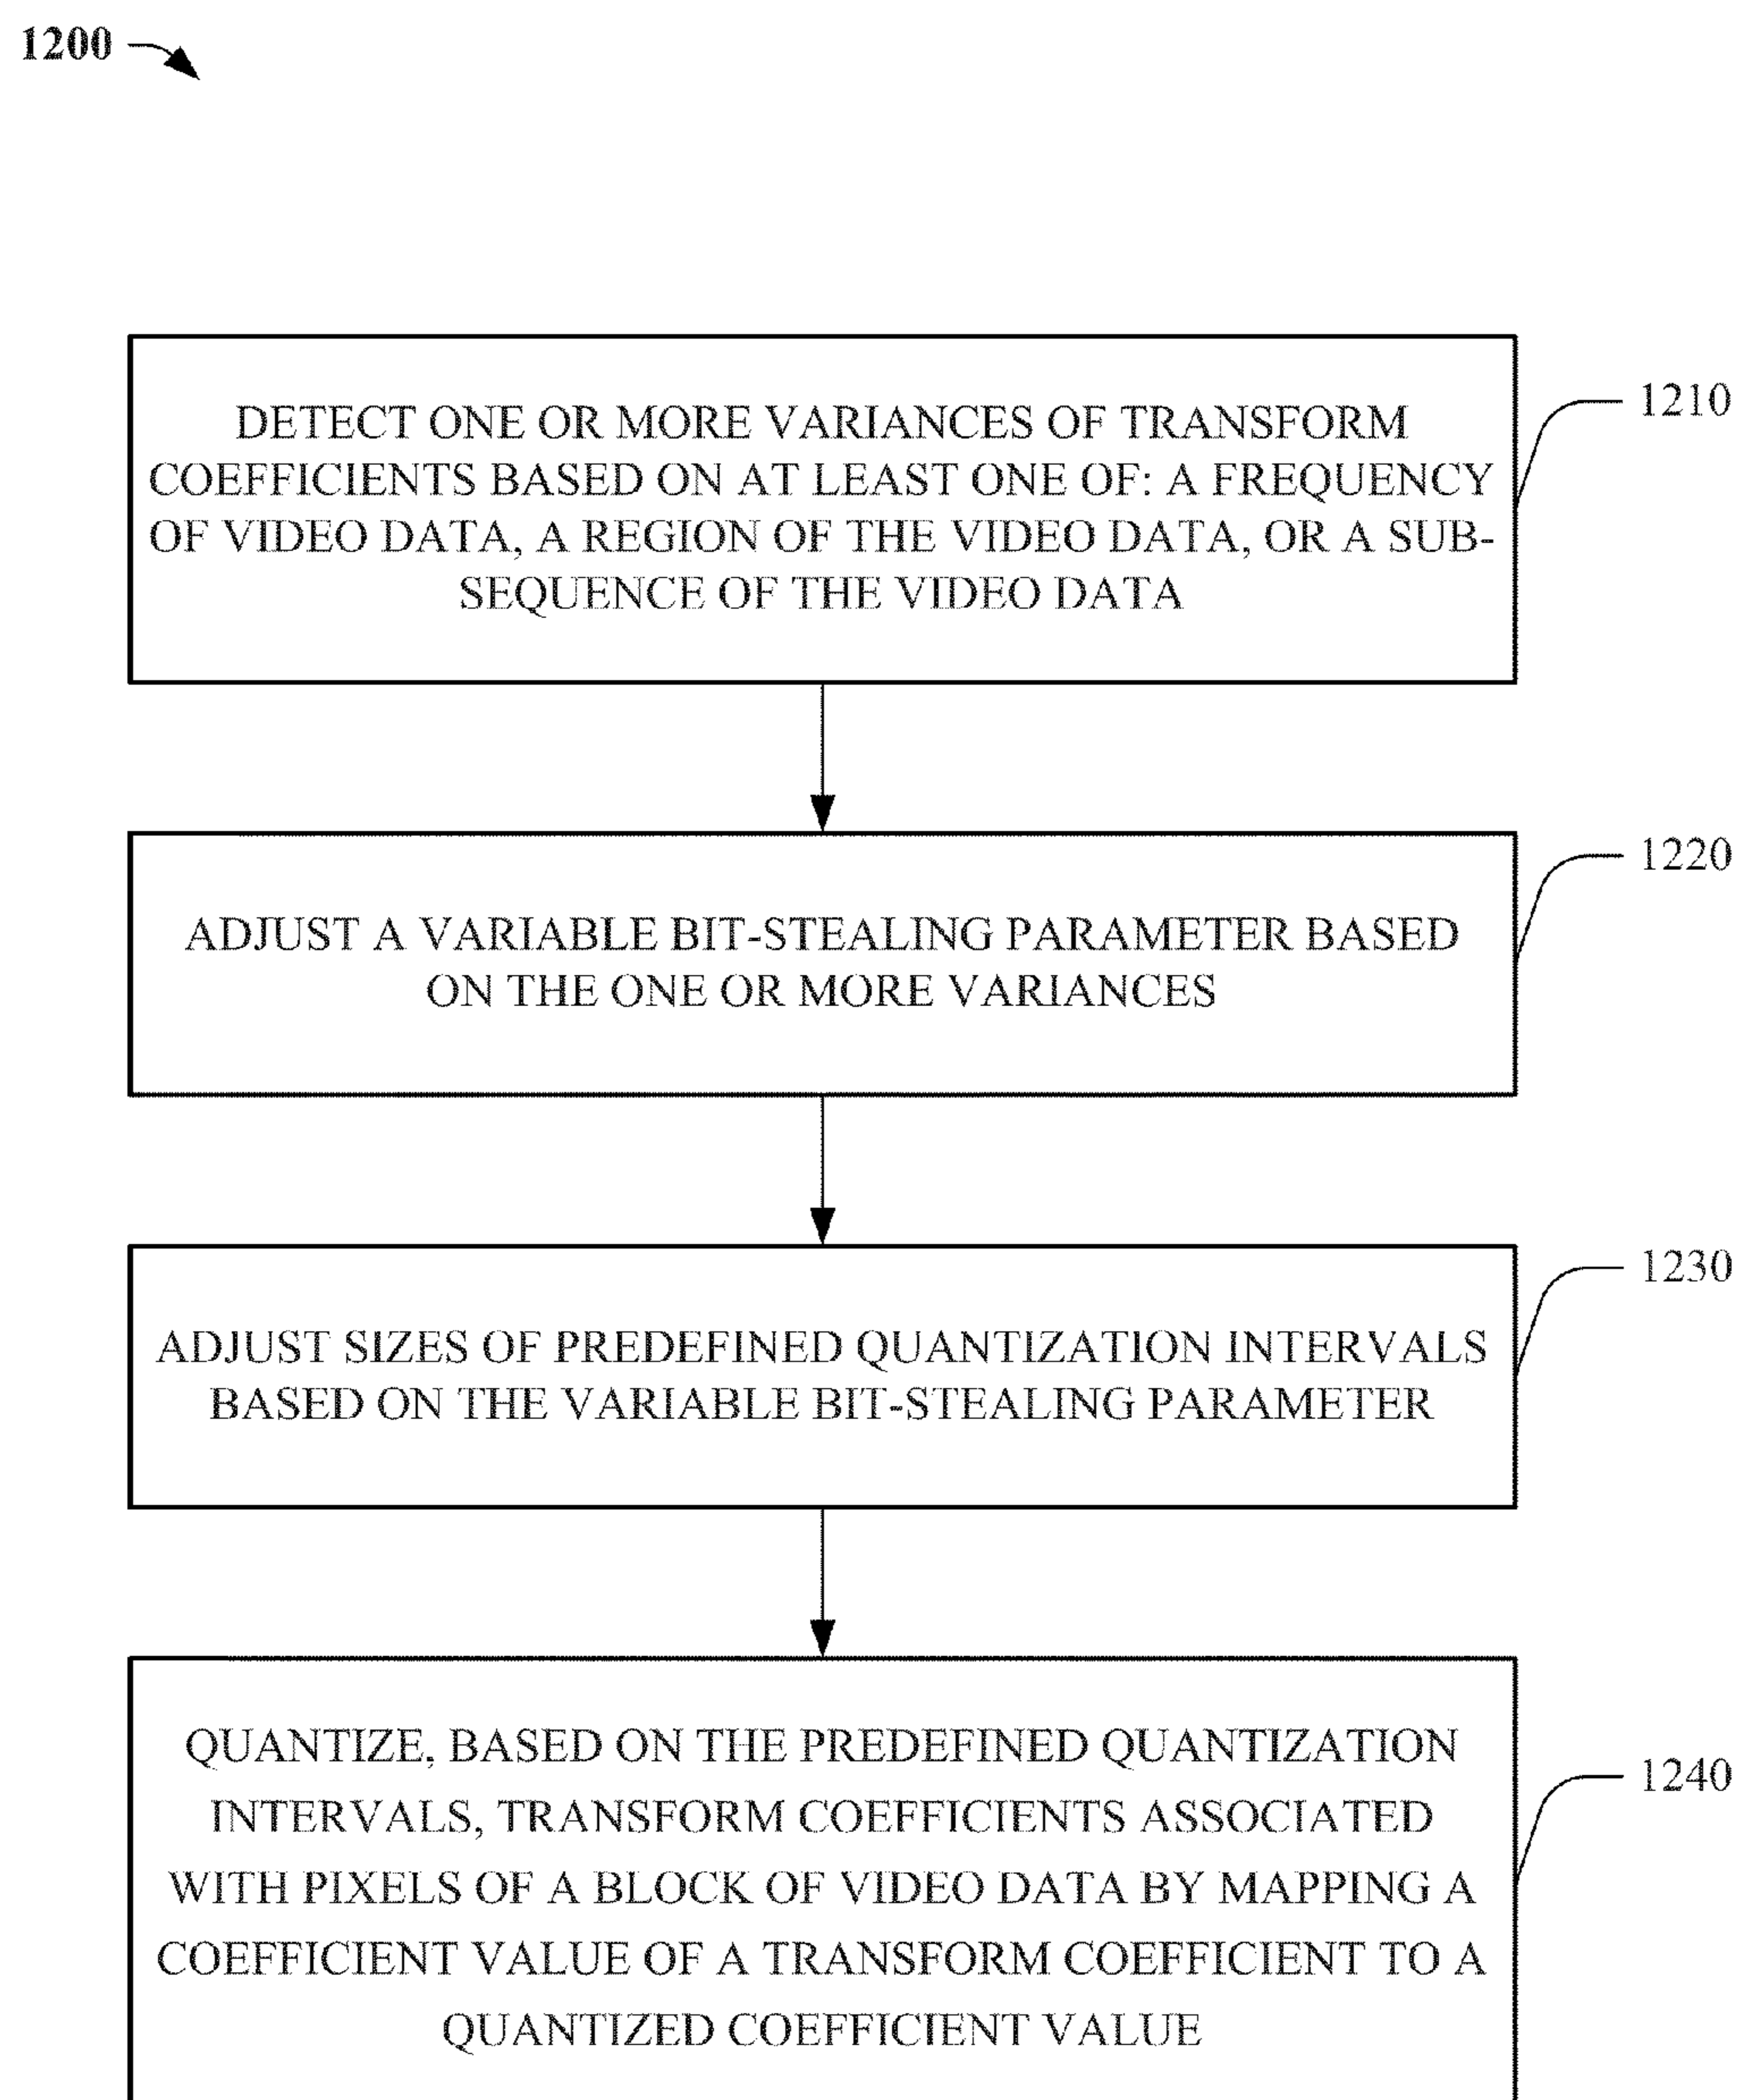 1200
DETECT ONE OR MORE VARIANCES OF TRANSFORM
COEFFICIENTS BASED ON AT LEAST ONE OF: A FREQUENCY
OF VIDEO DATA, A REGION OF THE VIDEO DATA, OR A SUB-
SEQUENCE OF THE VIDEO DATA
1210
ADJUST A VARIABLE BIT-STEALING PARAMETER BASED
ON THE ONE OR MORE VARIANCES
1220
ADJUST SIZES OF PREDEFINED QUANTIZATION INTERVALS
BASED ON THE VARIABLE BIT-STEALING PARAMETER
1230
QUANTIZE, BASED ON THE PREDEFINED QUANTIZATION
INTERVALS, TRANSFORM COEFFICIENTS ASSOCIATED
WITH PIXELS OF A BLOCK OF VIDEO DATA BY MAPPING A
COEFFICIENT VALUE OF A TRANSFORM COEFFICIENT TO A
QUANTIZED COEFFICIENT VALUE
1240